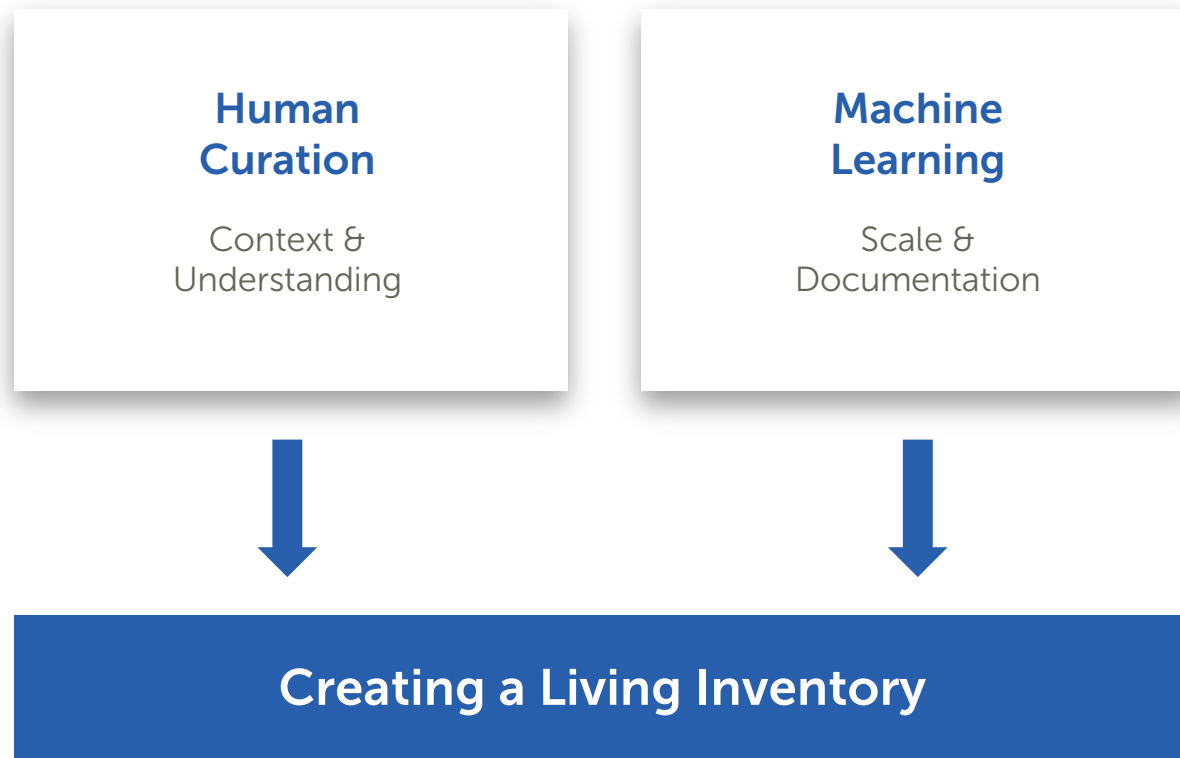 Human
Curation
Context &
Understanding
Machine
Learning
Scale &
Documentation
Creating a Living Inventory